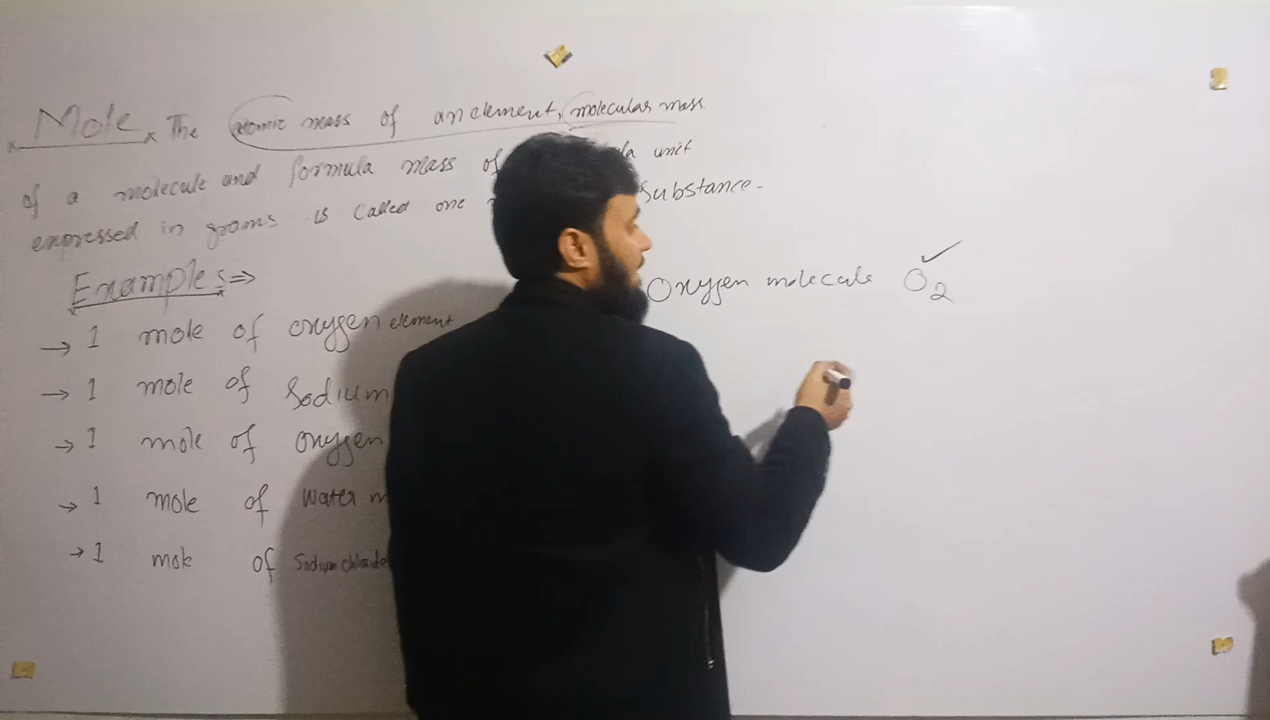 Mole The atomic mass of an element, molecular mass
of a molecule and formula mass of unit
expressed in grams is called one substance.
Examples ⇒
→ 1 mole of oxygen element
→ 1 mole of Sodium
→ 1 mole of oxygen
→ 1 mole of water
→ 1 mole of Sodium chloride
Oxygen molecule O2 ✓